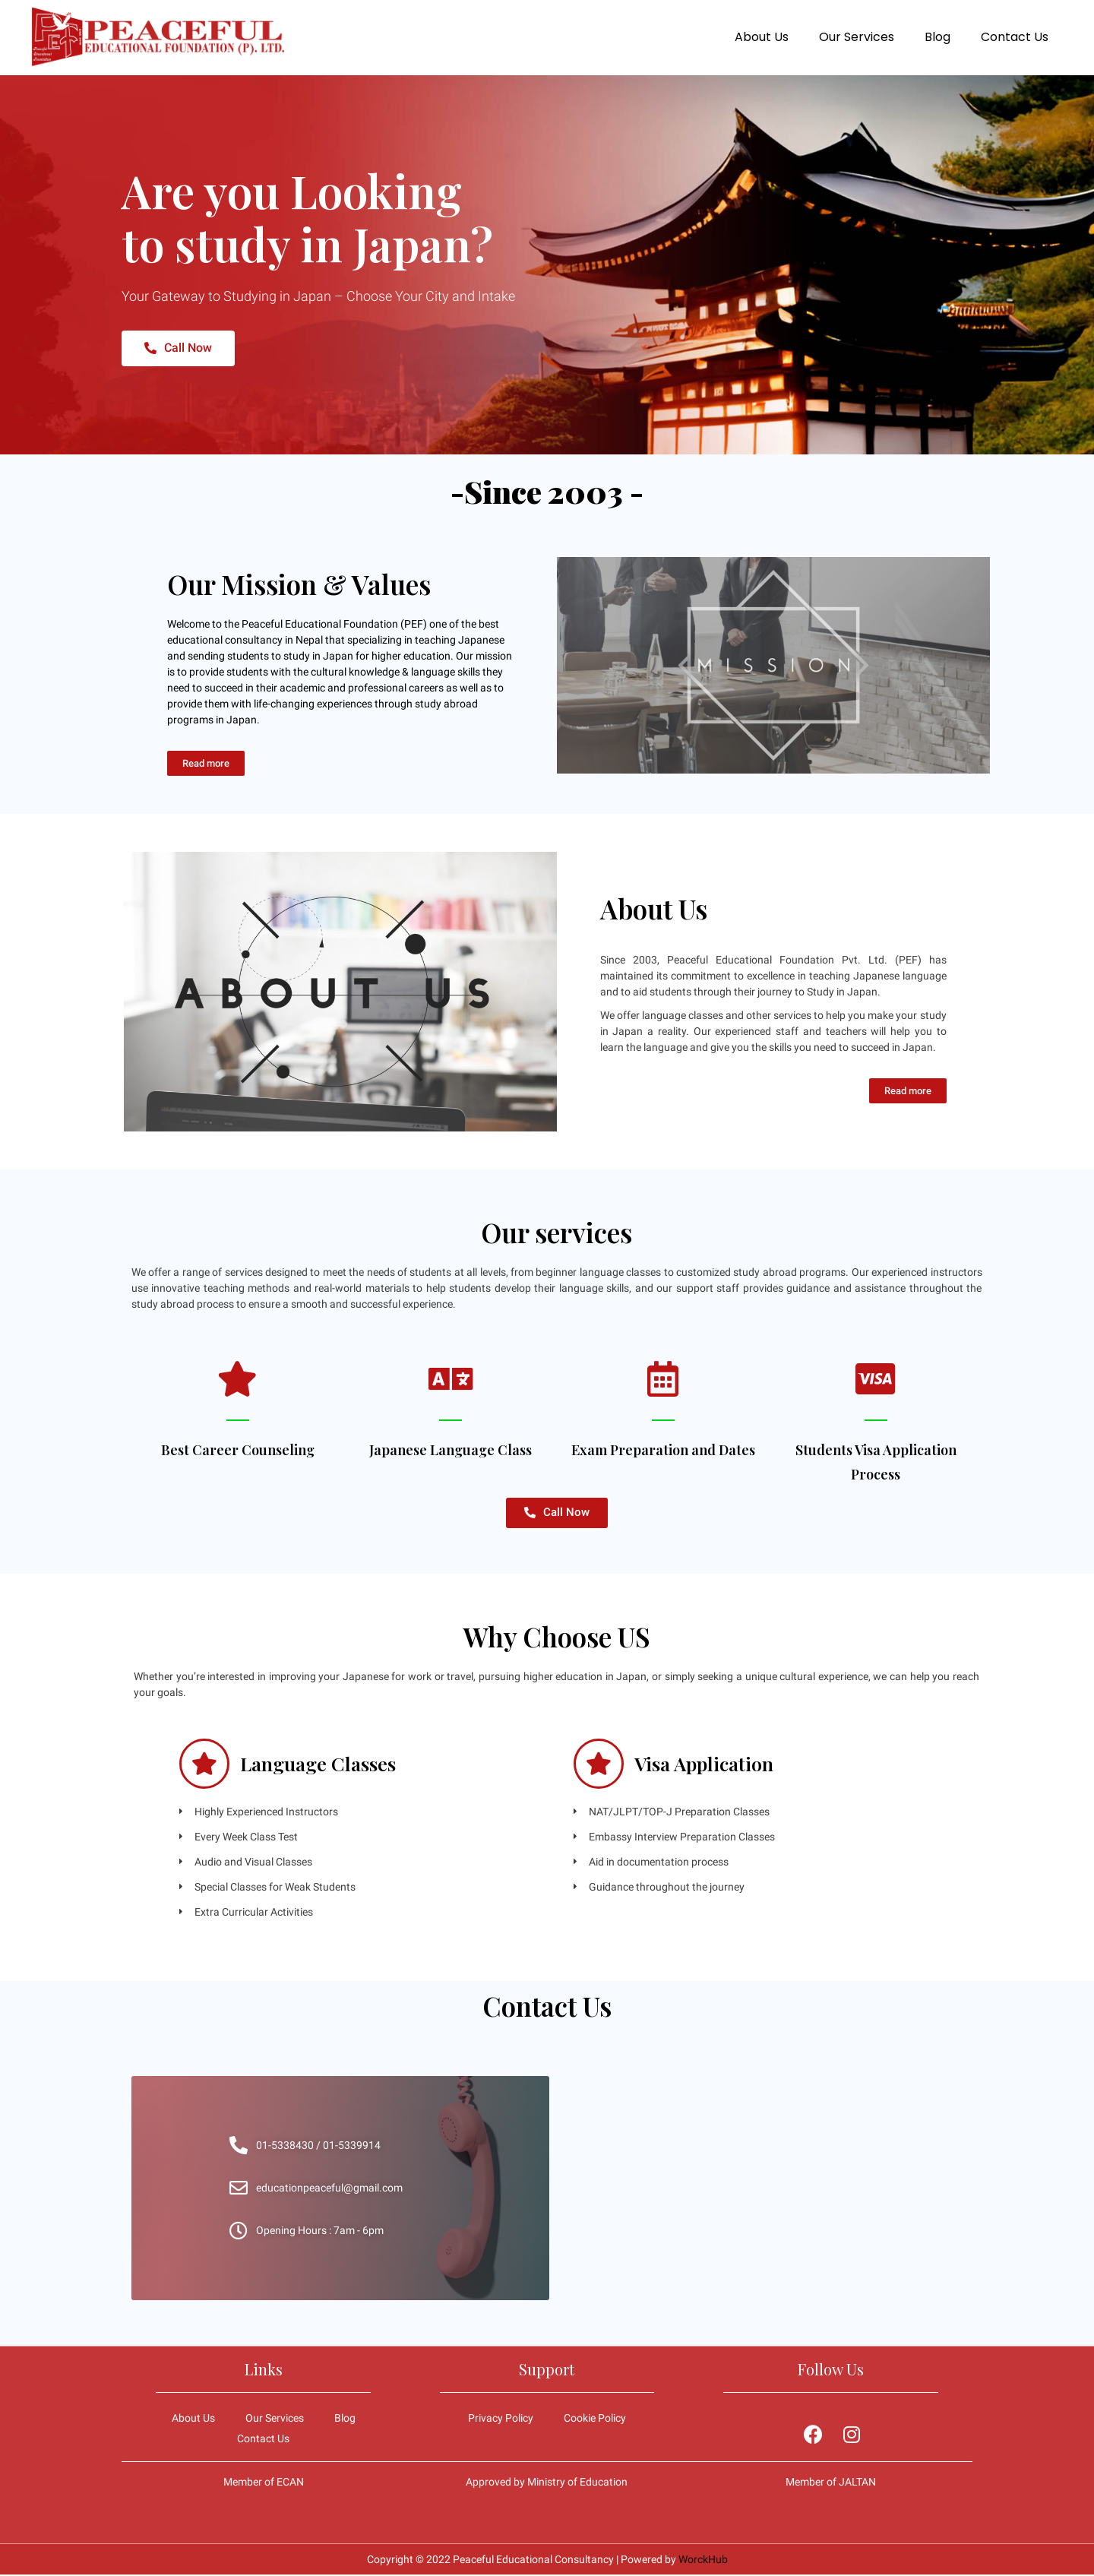 PEACEFUL
EDUCATIONAL FOUNDATION (P). LTD.
About Us Our Services Blog Contact Us
Are you Looking
to study in Japan?
Your Gateway to Studying in Japan – Choose Your City and Intake
Call Now
-Since 2003 -
Our Mission & Values
Welcome to the Peaceful Educational Foundation (PEF) one of the best
educational consultancy in Nepal that specializing in teaching Japanese
and sending students to study in Japan for higher education. Our mission
is to provide students with the cultural knowledge & language skills they
need to succeed in their academic and professional careers as well as to
provide them with life-changing experiences through study abroad
programs in Japan.
Read more
MISSION
ABOUT US
About Us
Since 2003, Peaceful Educational Foundation Pvt. Ltd. (PEF) has
maintained its commitment to excellence in teaching Japanese language
and to aid students through their journey to Study in Japan.
We offer language classes and other services to help you make your study
in Japan a reality. Our experienced staff and teachers will help you to
learn the language and give you the skills you need to succeed in Japan.
Read more
Our services
We offer a range of services designed to meet the needs of students at all levels, from beginner language classes to customized study abroad programs. Our experienced instructors
use innovative teaching methods and real-world materials to help students develop their language skills, and our support staff provides guidance and assistance throughout the
study abroad process to ensure a smooth and successful experience.
A 文 VISA
Best Career Counseling Japanese Language Class Exam Preparation and Dates Students Visa Application
Process
Call Now
Why Choose US
Whether you're interested in improving your Japanese for work or travel, pursuing higher education in Japan, or simply seeking a unique cultural experience, we can help you reach
your goals.
Language Classes
Highly Experienced Instructors
Every Week Class Test
Audio and Visual Classes
Special Classes for Weak Students
Extra Curricular Activities
Visa Application
NAT/JLPT/TOP-J Preparation Classes
Embassy Interview Preparation Classes
Aid in documentation process
Guidance throughout the journey
Contact Us
01-5338430 / 01-5339914
educationpeaceful@gmail.com
Opening Hours : 7am - 6pm
Links
About Us Our Services Blog
Contact Us
Support
Privacy Policy Cookie Policy
Follow Us
Member of ECAN Approved by Ministry of Education Member of JALTAN
Copyright © 2022 Peaceful Educational Consultancy | Powered by WorckHub